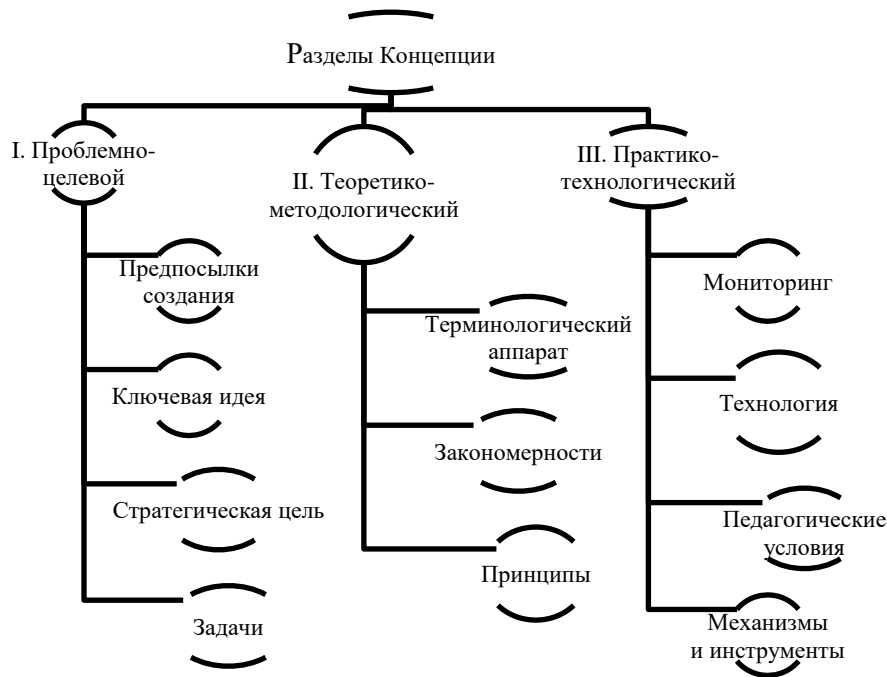 Разделы Концепции
I. Проблемно-
целевой
II. Теоретико-
методологический
III. Практико-
технологический
Предпосылки
создания
Ключевая идея
Стратегическая цель
Задачи
Терминологический
аппарат
Закономерности
Принципы
Мониторинг
Технология
Педагогические
условия
Механизмы
и инструменты